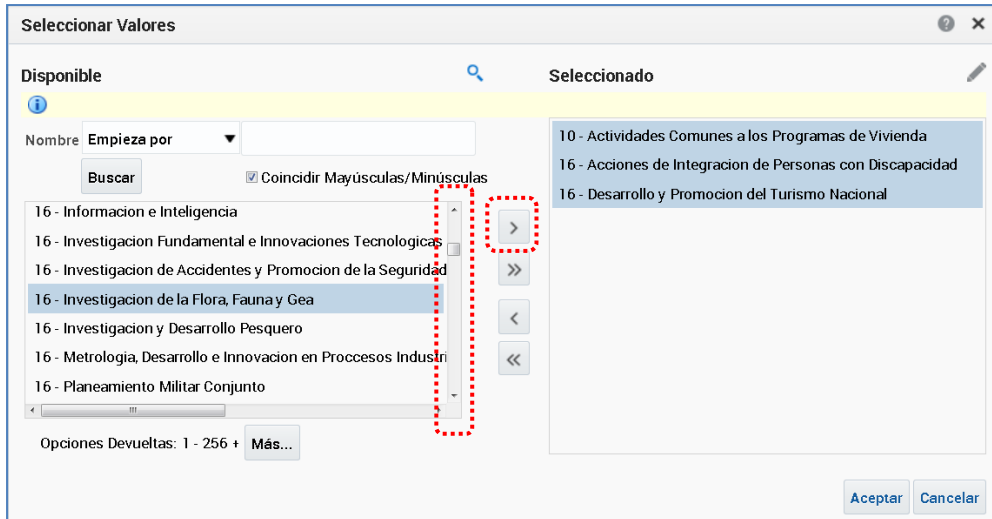 Seleccionar Valores
Disponible
Nombre Empieza por
Buscar Coincidir Mayúsculas/Minúsculas
16 - Informacion e Inteligencia
16 - Investigacion Fundamental e Innovaciones Tecnologicas
16 - Investigacion de Accidentes y Promocion de la Seguridad
16 - Investigacion de la Flora, Fauna y Gea
16 - Investigacion y Desarrollo Pesquero
16 - Metrologia, Desarrollo e Innovacion en Proccesos Industri
16 - Planeamiento Militar Conjunto
Opciones Devueltas: 1 - 256 + Más...
Seleccionado
10 - Actividades Comunes a los Programas de Vivienda
16 - Acciones de Integracion de Personas con Discapacidad
16 - Desarrollo y Promocion del Turismo Nacional
Aceptar Cancelar